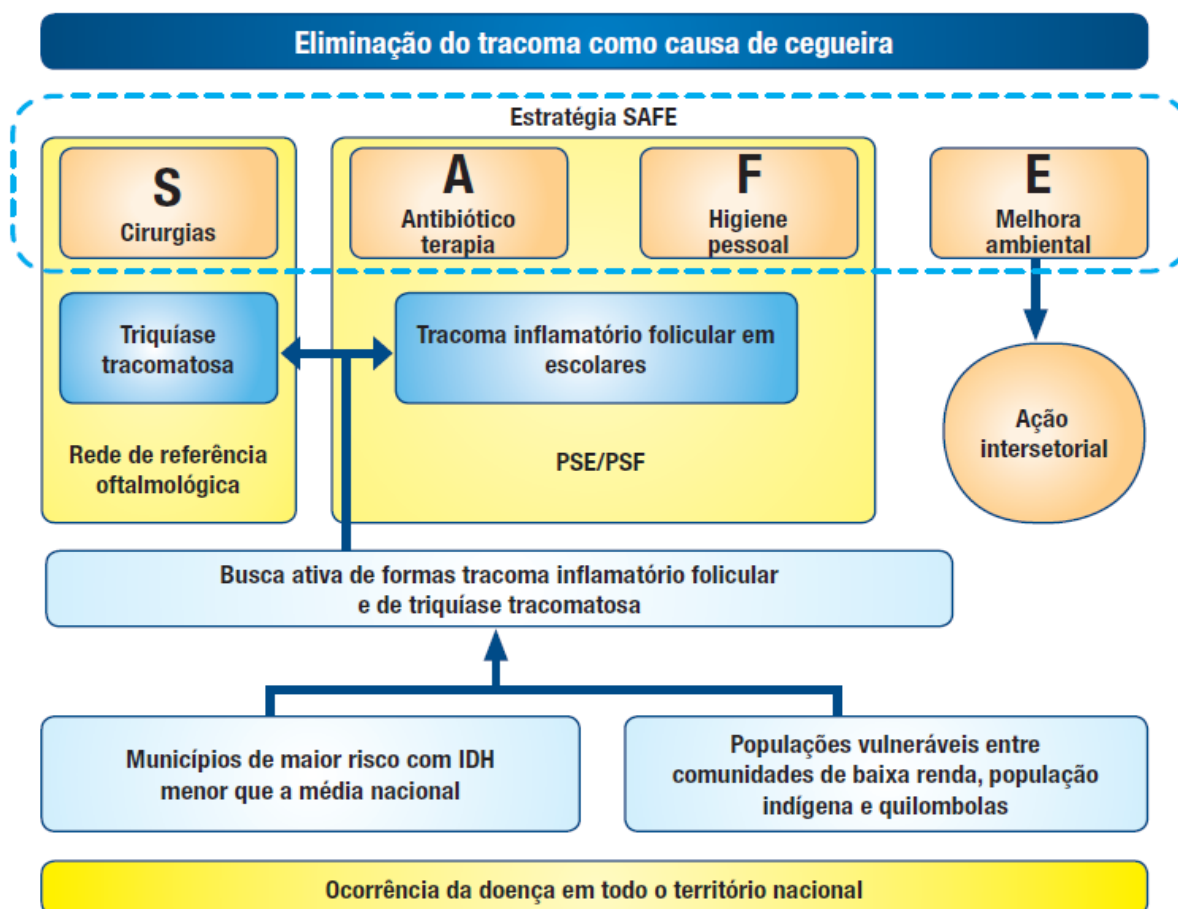 Eliminação do tracoma como causa de cegueira
Estratégia SAFE
S
Cirurgias
A
Antibiótico
terapia
F
Higiene
pessoal
E
Melhora
ambiental
Triquíase
tracomatosa
Tracoma inflamatório folicular em
escolares
Rede de referência
oftalmológica
PSE/PSF
Ação
intersetorial
Busca ativa de formas tracoma inflamatório folicular
e de triquíase tracomatosa
Municípios de maior risco com IDH
menor que a média nacional
Populações vulneráveis entre
comunidades de baixa renda, população
indígena e quilombolas
Ocorrência da doença em todo o território nacional